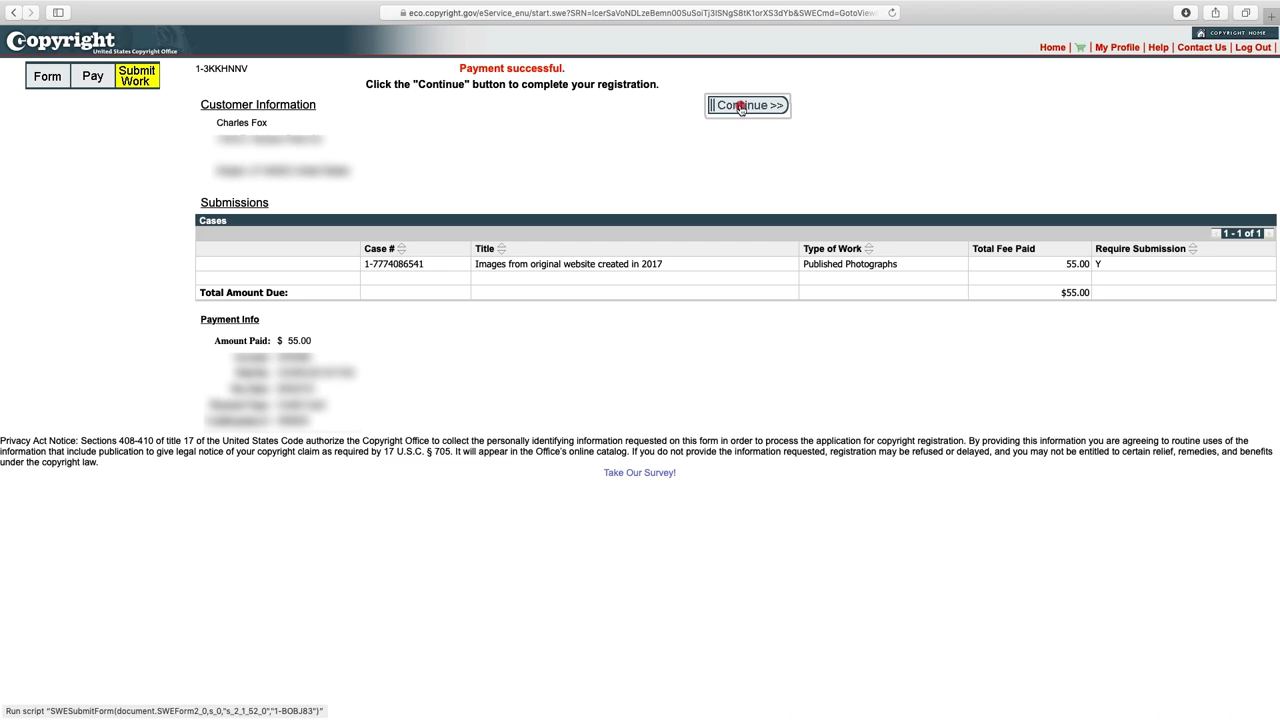 eco.copyright.gov/eService_enu/start.swe?SRN=IcerSaVoNDLzeBemn00SuSoiTj3ISNgS8tK1orXS3dYb&SWECmd=GotoView
Copyright
United States Copyright Office
COPYRIGHT HOME
Home | My Profile | Help | Contact Us | Log Out |
Form Pay Submit Work
1-3KKHNNV
Payment successful.
Click the "Continue" button to complete your registration.
Continue >>
Customer Information
Charles Fox
Submissions
Cases
1 - 1 of 1
Case # Title Type of Work Total Fee Paid Require Submission
1-7774086541 Images from original website created in 2017 Published Photographs 55.00 Y
Total Amount Due: $55.00
Payment Info
Amount Paid: $ 55.00
Privacy Act Notice: Sections 408-410 of title 17 of the United States Code authorize the Copyright Office to collect the personally identifying information requested on this form in order to process the application for copyright registration. By providing this information you are agreeing to routine uses of the
information that include publication to give legal notice of your copyright claim as required by 17 U.S.C. § 705. It will appear in the Office's online catalog. If you do not provide the information requested, registration may be refused or delayed, and you may not be entitled to certain relief, remedies, and benefits
under the copyright law.
Take Our Survey!
Run script "SWESubmitForm(document.SWEForm2_0,s_0,"s_2_1_52_0","1-BOBJ83")"